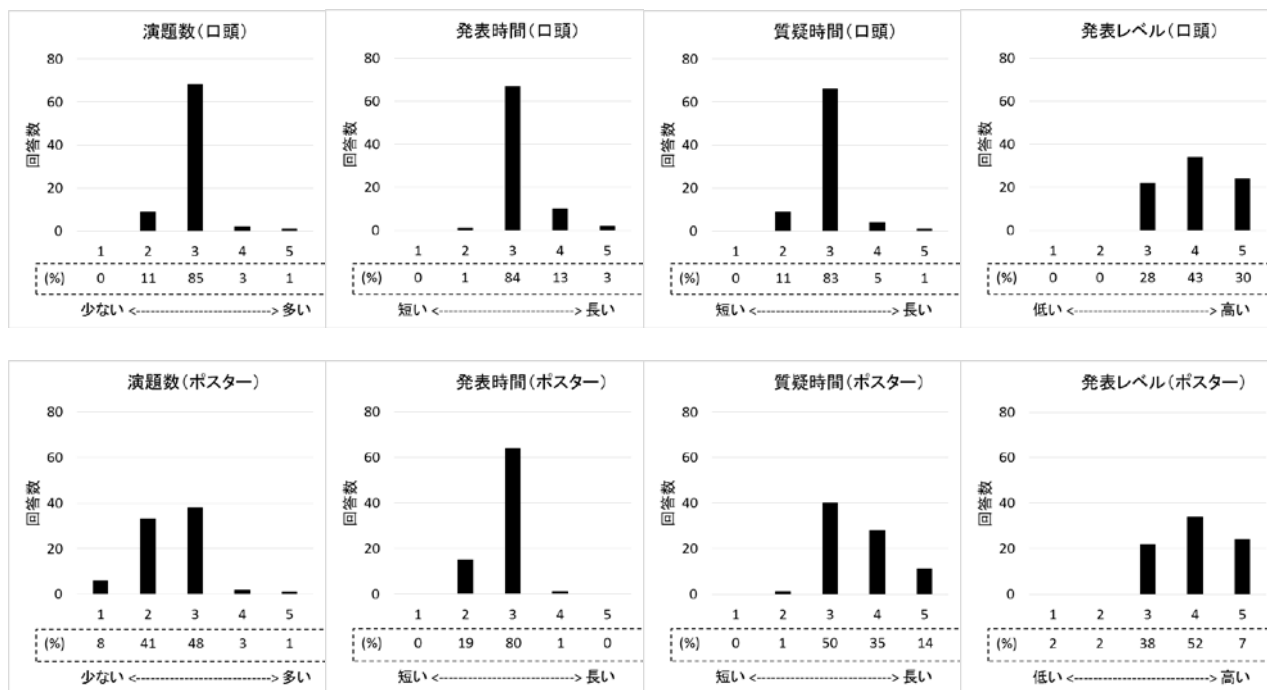 演題数(口頭)
80
60
40
20
0
回答数
1 2 3 4 5
(%) 0 11 85 3 1
少ない <----------------------------> 多い
発表時間(口頭)
80
60
40
20
0
回答数
1 2 3 4 5
(%) 0 1 84 13 3
短い <----------------------------> 長い
質疑時間(口頭)
80
60
40
20
0
回答数
1 2 3 4 5
(%) 0 11 83 5 1
短い <----------------------------> 長い
発表レベル(口頭)
80
60
40
20
0
回答数
1 2 3 4 5
(%) 0 0 28 43 30
低い <----------------------------> 高い
演題数(ポスター)
80
60
40
20
0
回答数
1 2 3 4 5
(%) 8 41 48 3 1
少ない <----------------------------> 多い
発表時間(ポスター)
80
60
40
20
0
回答数
1 2 3 4 5
(%) 0 19 80 1 0
短い <----------------------------> 長い
質疑時間(ポスター)
80
60
40
20
0
回答数
1 2 3 4 5
(%) 0 1 50 35 14
短い <----------------------------> 長い
発表レベル(ポスター)
80
60
40
20
0
回答数
1 2 3 4 5
(%) 2 2 38 52 7
低い <----------------------------> 高い